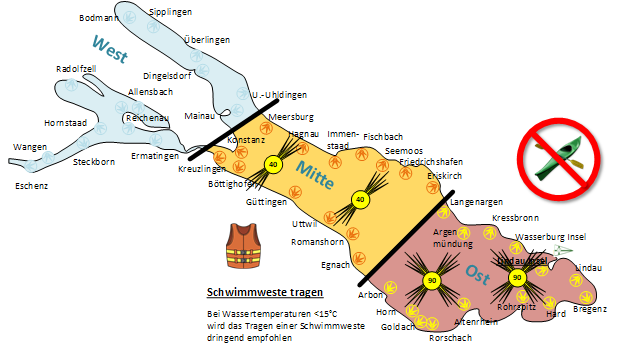 Sipplingen
Bodmann
Überlingen
West
Radolfzell
Dingelsdorf
Allensbach
U.-Uhldingen
Mainau
Meersburg
Hornstaad
Reichenau
Hagnau
Immen-
staad
Fischbach
Wangen
Konstanz
Seemoos
Steckborn
Ermatingen
Friedrichshafen
Kreuzlingen
40
Mitte
Eriskirch
Eschenz
Böttighofen
Güttingen
40
Langenargen
Kressbronn
Uttwil
Argen
mündung
Wasserburg Insel
Romanshorn
Lindau Insel
Egnach
Ost
Lindau
90
90
Schwimmweste tragen
Arbon
Rohrspitz
Bregenz
Horn
Hard
Altenrhein
Goldach
Rorschach
Bei Wassertemperaturen <15°C
wird das Tragen einer Schwimmweste
dringend empfohlen